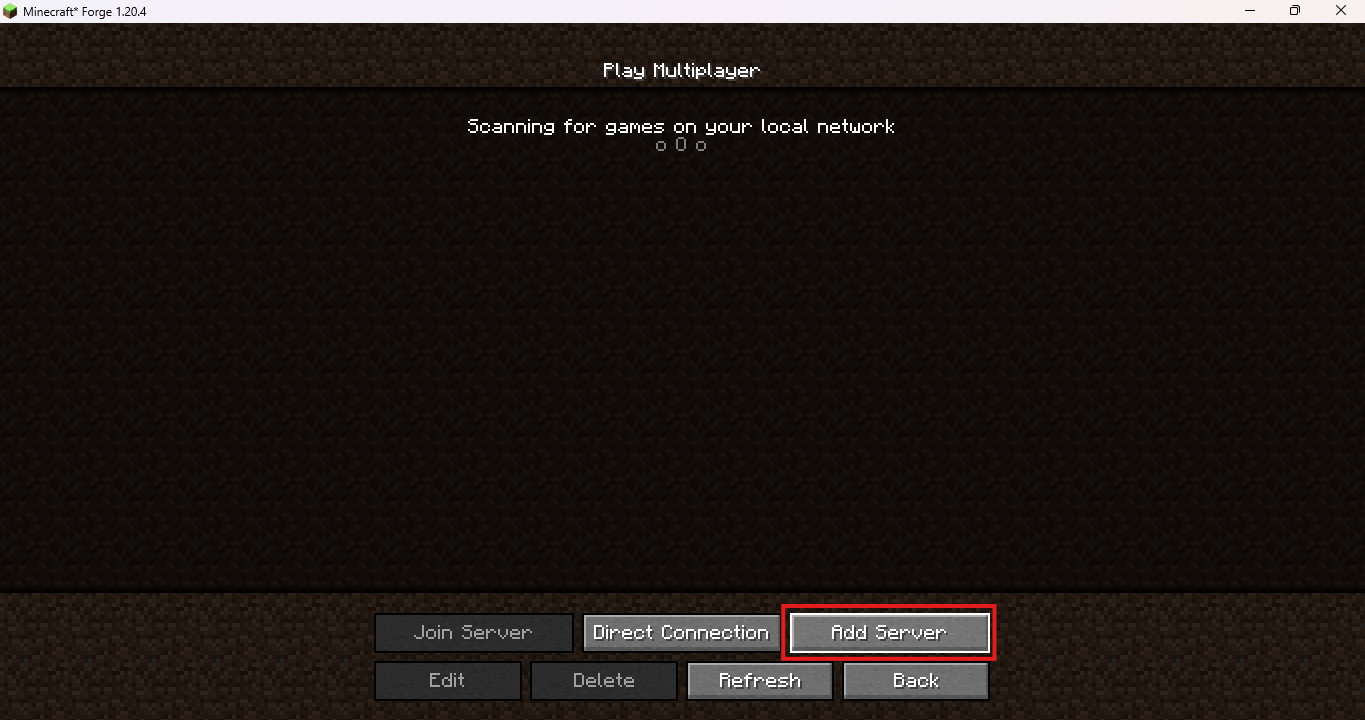 Minecraft* Forge 1.20.4
Play Multiplayer
Scanning for games on your local network
o O o
Join Server
Direct Connection
Add Server
Edit
Delete
Refresh
Back